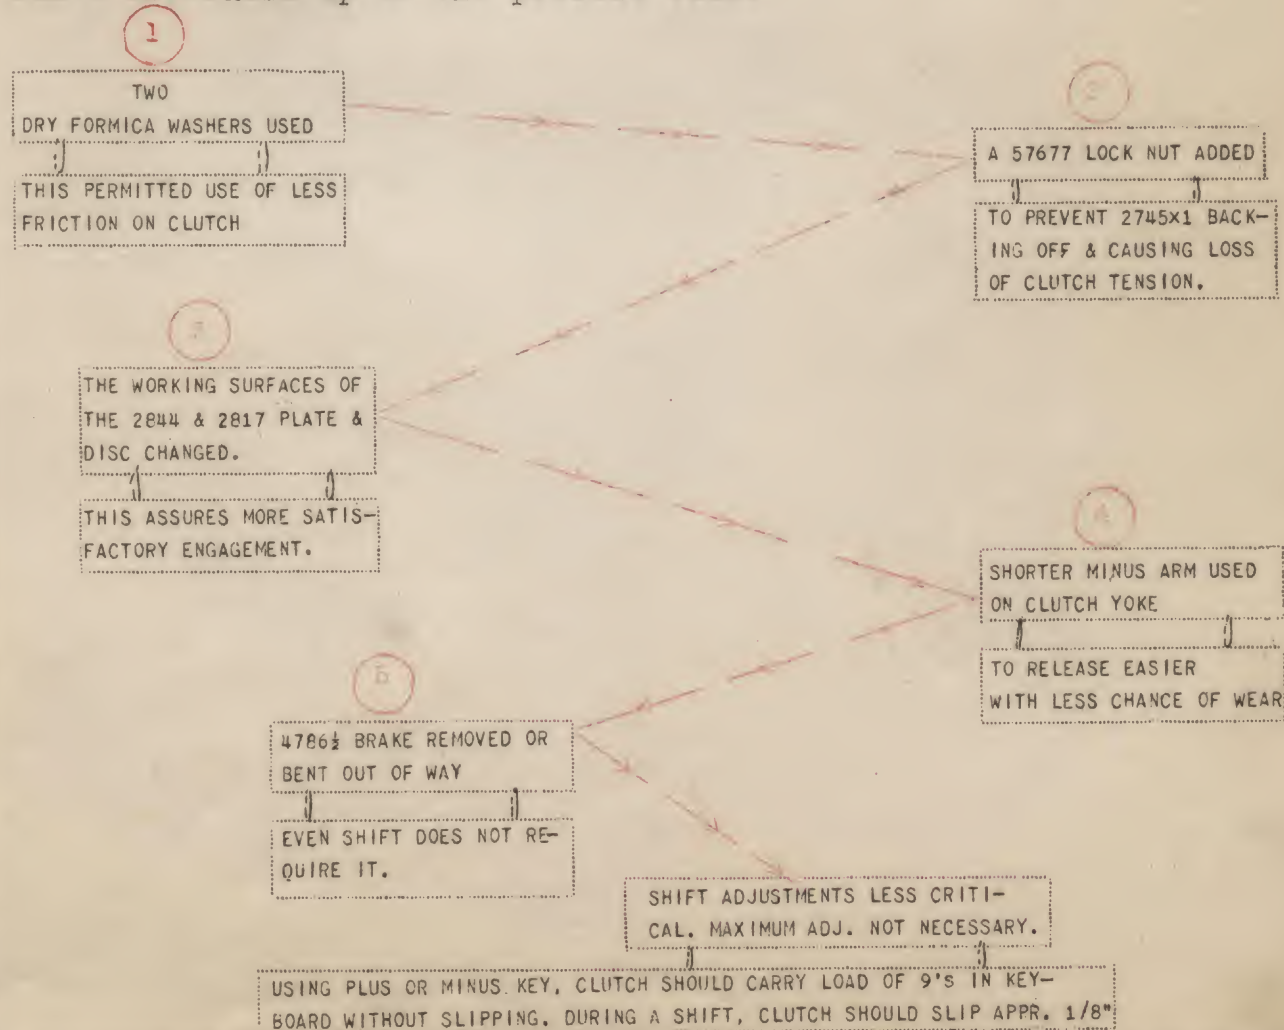 1
TWO
DRY FORMICA WASHERS USED
THIS PERMITTED USE OF LESS
FRICTION ON CLUTCH
2
A 57677 LOCK NUT ADDED
TO PREVENT 2745X1 BACK-
ING OFF & CAUSING LOSS
OF CLUTCH TENSION.
3
THE WORKING SURFACES OF
THE 2844 & 2817 PLATE &
DISC CHANGED.
THIS ASSURES MORE SATIS-
FACTORY ENGAGEMENT.
4
SHORTER MINUS ARM USED
ON CLUTCH YOKE
TO RELEASE EASIER
WITH LESS CHANCE OF WEAR
5
4786½ BRAKE REMOVED OR
BENT OUT OF WAY
EVEN SHIFT DOES NOT RE-
QUIRE IT.
SHIFT ADJUSTMENTS LESS CRITI-
CAL. MAXIMUM ADJ. NOT NECESSARY.
USING PLUS OR MINUS KEY, CLUTCH SHOULD CARRY LOAD OF 9'S IN KEY-
BOARD WITHOUT SLIPPING. DURING A SHIFT, CLUTCH SHOULD SLIP APPR. 1/8"